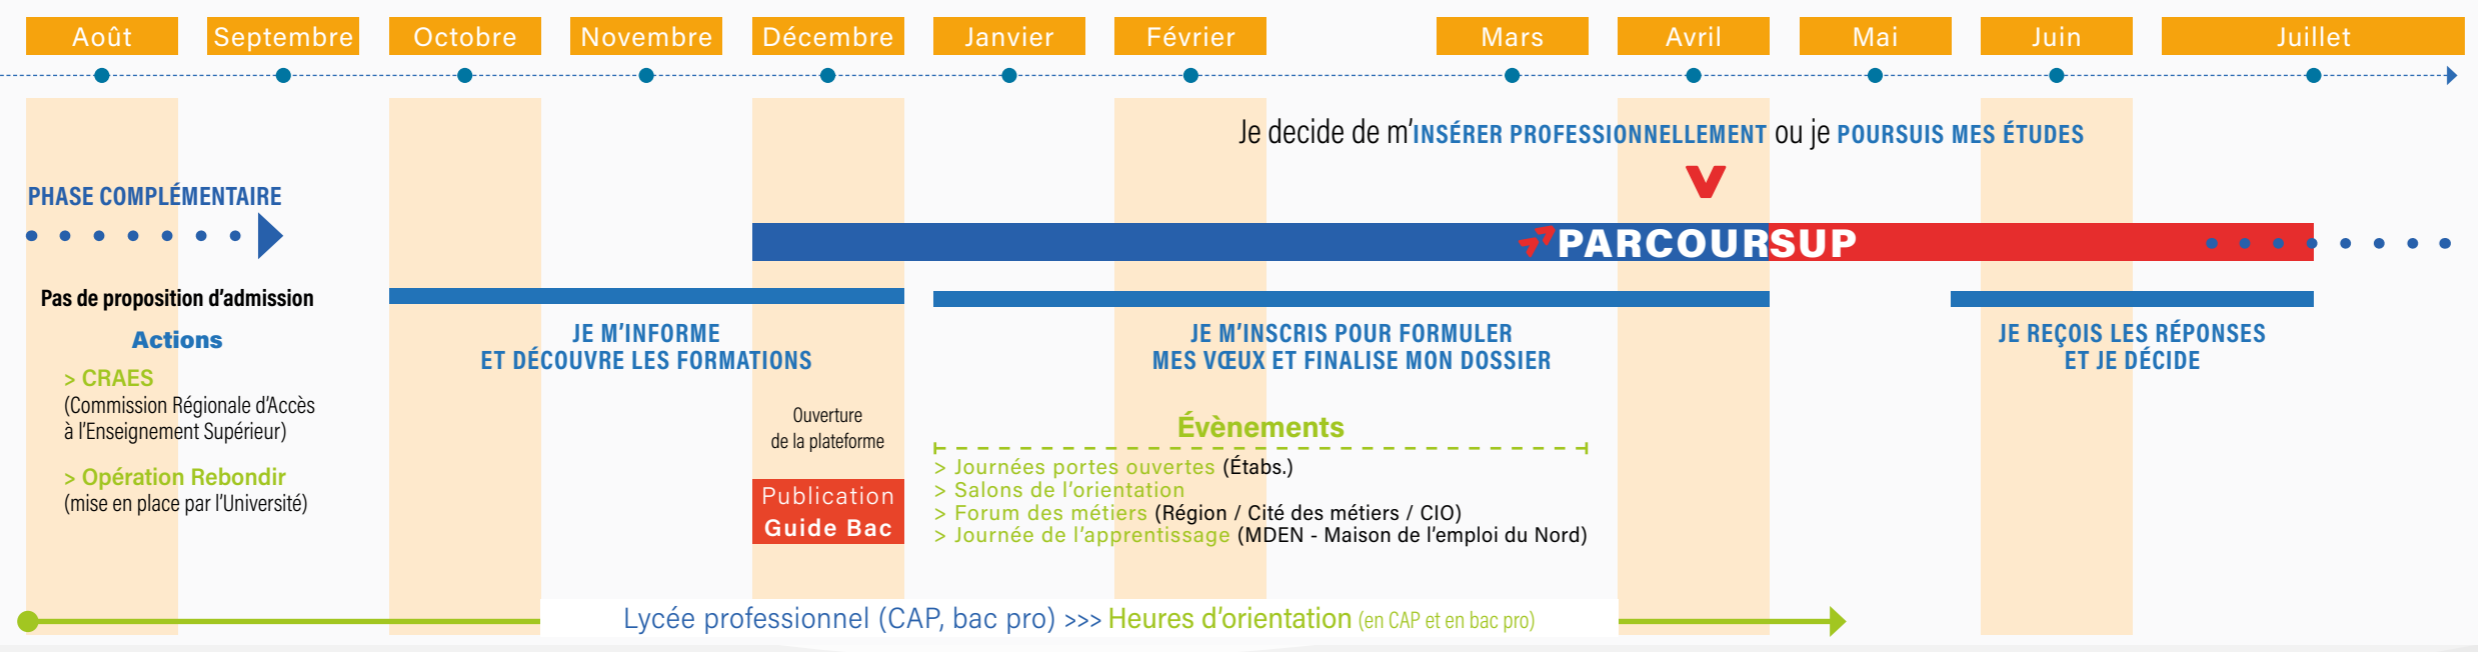 Août Septembre Octobre Novembre Décembre Janvier Février Mars Avril Mai Juin Juillet
Je decide de m'INSÉRER PROFESSIONNELLEMENT ou je POURSUIS MES ÉTUDES
PHASE COMPLÉMENTAIRE
PARCOURSUP
Pas de proposition d'admission
Actions
> CRAES
(Commission Régionale d'Accès
à l'Enseignement Supérieur)
> Opération Rebondir
(mise en place par l'Université)
JE M'INFORME
ET DÉCOUVRE LES FORMATIONS
Ouverture
de la plateforme
Publication
Guide Bac
JE M'INSCRIS POUR FORMULER
MES VŒUX ET FINALISE MON DOSSIER
Évènements
> Journées portes ouvertes (Étabs.)
> Salons de l'orientation
> Forum des métiers (Région / Cité des métiers / CIO)
> Journée de l'apprentissage (MDEN - Maison de l'emploi du Nord)
JE REÇOIS LES RÉPONSES
ET JE DÉCIDE
Lycée professionnel (CAP, bac pro) >>> Heures d'orientation (en CAP et en bac pro)